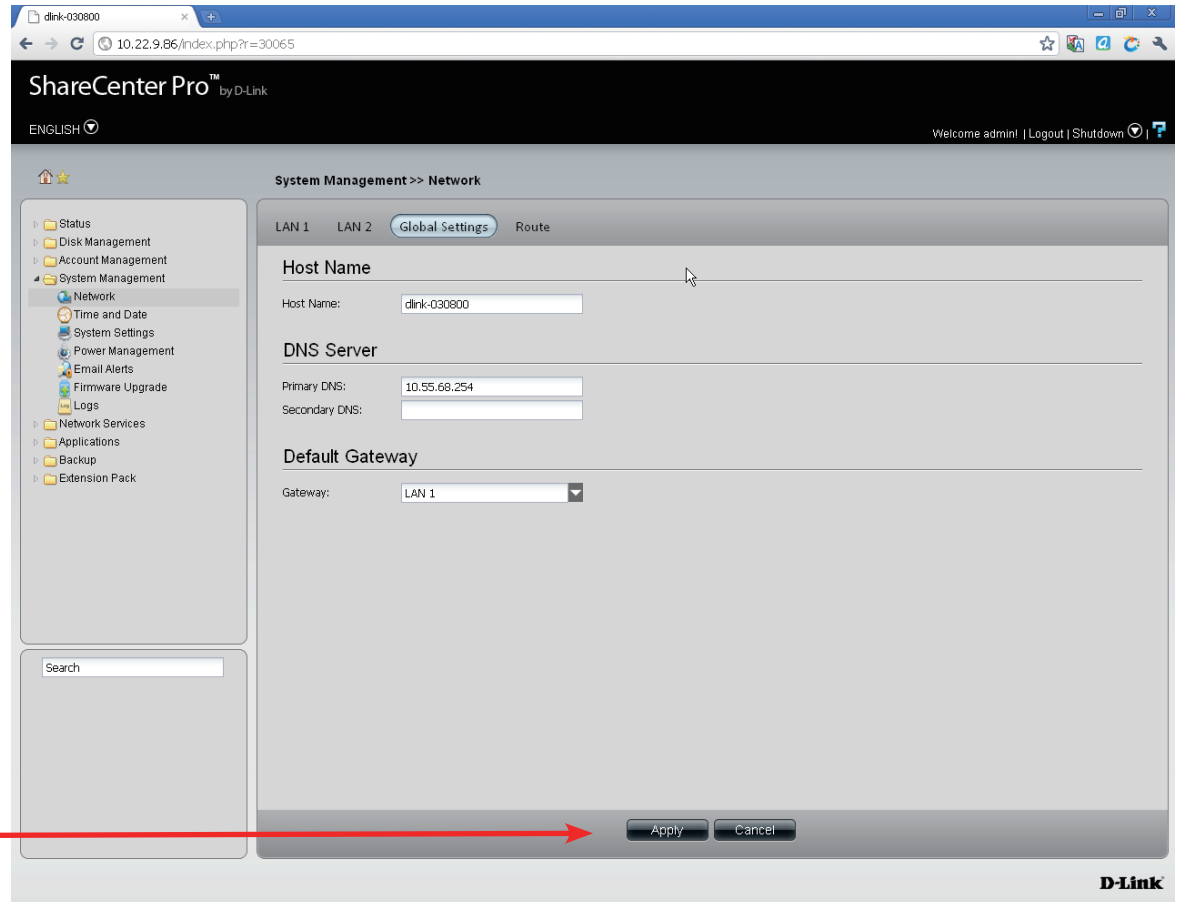 dlink-030800
10.22.9.86/index.php?r=30065
ShareCenter Pro™ by D-Link
ENGLISH
Welcome admin! | Logout | Shutdown | ?
System Management >> Network
Status
Disk Management
Account Management
System Management
Network
Time and Date
System Settings
Power Management
Email Alerts
Firmware Upgrade
Logs
Network Services
Applications
Backup
Extension Pack
Search
LAN 1 LAN 2 Global Settings Route
Host Name
Host Name: dlink-030800
DNS Server
Primary DNS: 10.55.68.254
Secondary DNS:
Default Gateway
Gateway: LAN 1
Apply Cancel
D-Link